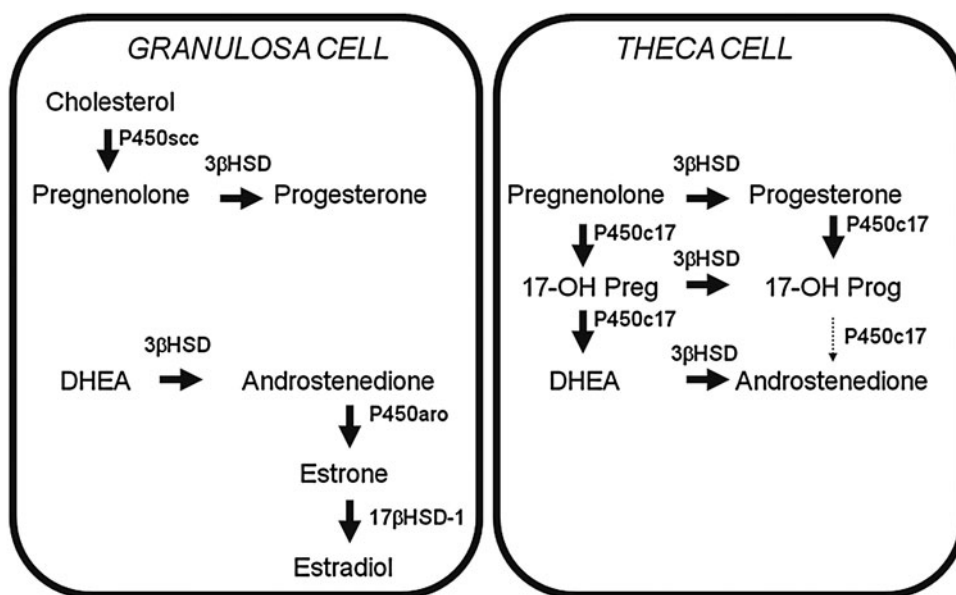 GRANULOSA CELL
Cholesterol
P450scc
3βHSD
Pregnenolone
Progesterone
3βHSD
DHEA
Androstenedione
P450aro
Estrone
17βHSD-1
Estradiol
THECA CELL
3βHSD
Pregnenolone
Progesterone
P450c17
P450c17
3βHSD
17-OH Preg
17-OH Prog
P450c17
P450c17
3βHSD
DHEA
Androstenedione